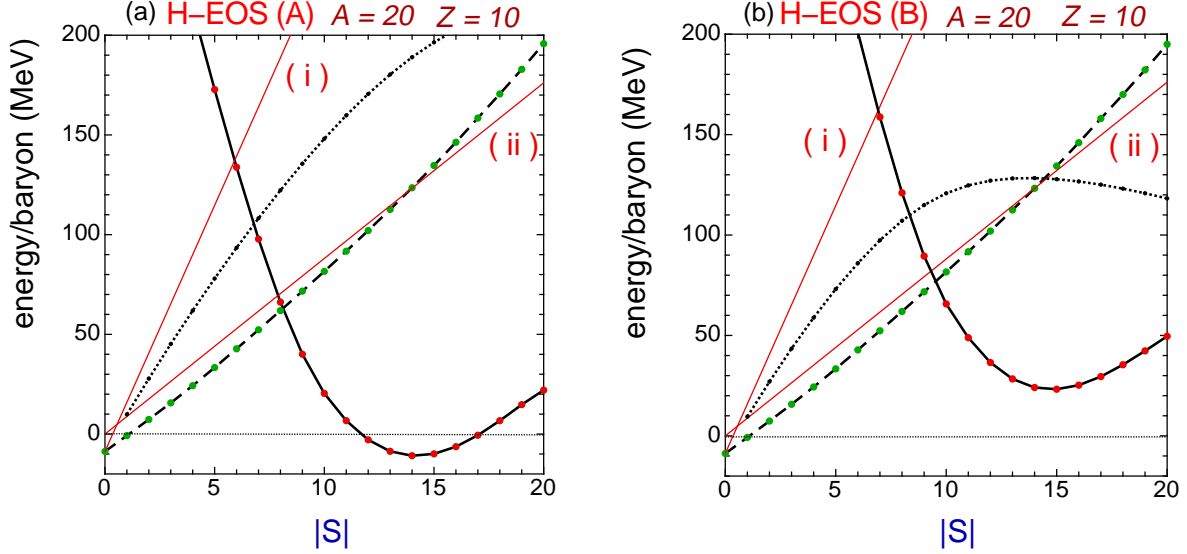 (a) H–EOS (A) A = 20 Z = 10
energy/baryon (MeV)
200
150
100
50
0
( i )
( ii )
0 5 10 15 20
|S|
(b) H–EOS (B) A = 20 Z = 10
energy/baryon (MeV)
200
150
100
50
0
( i )
( ii )
0 5 10 15 20
|S|